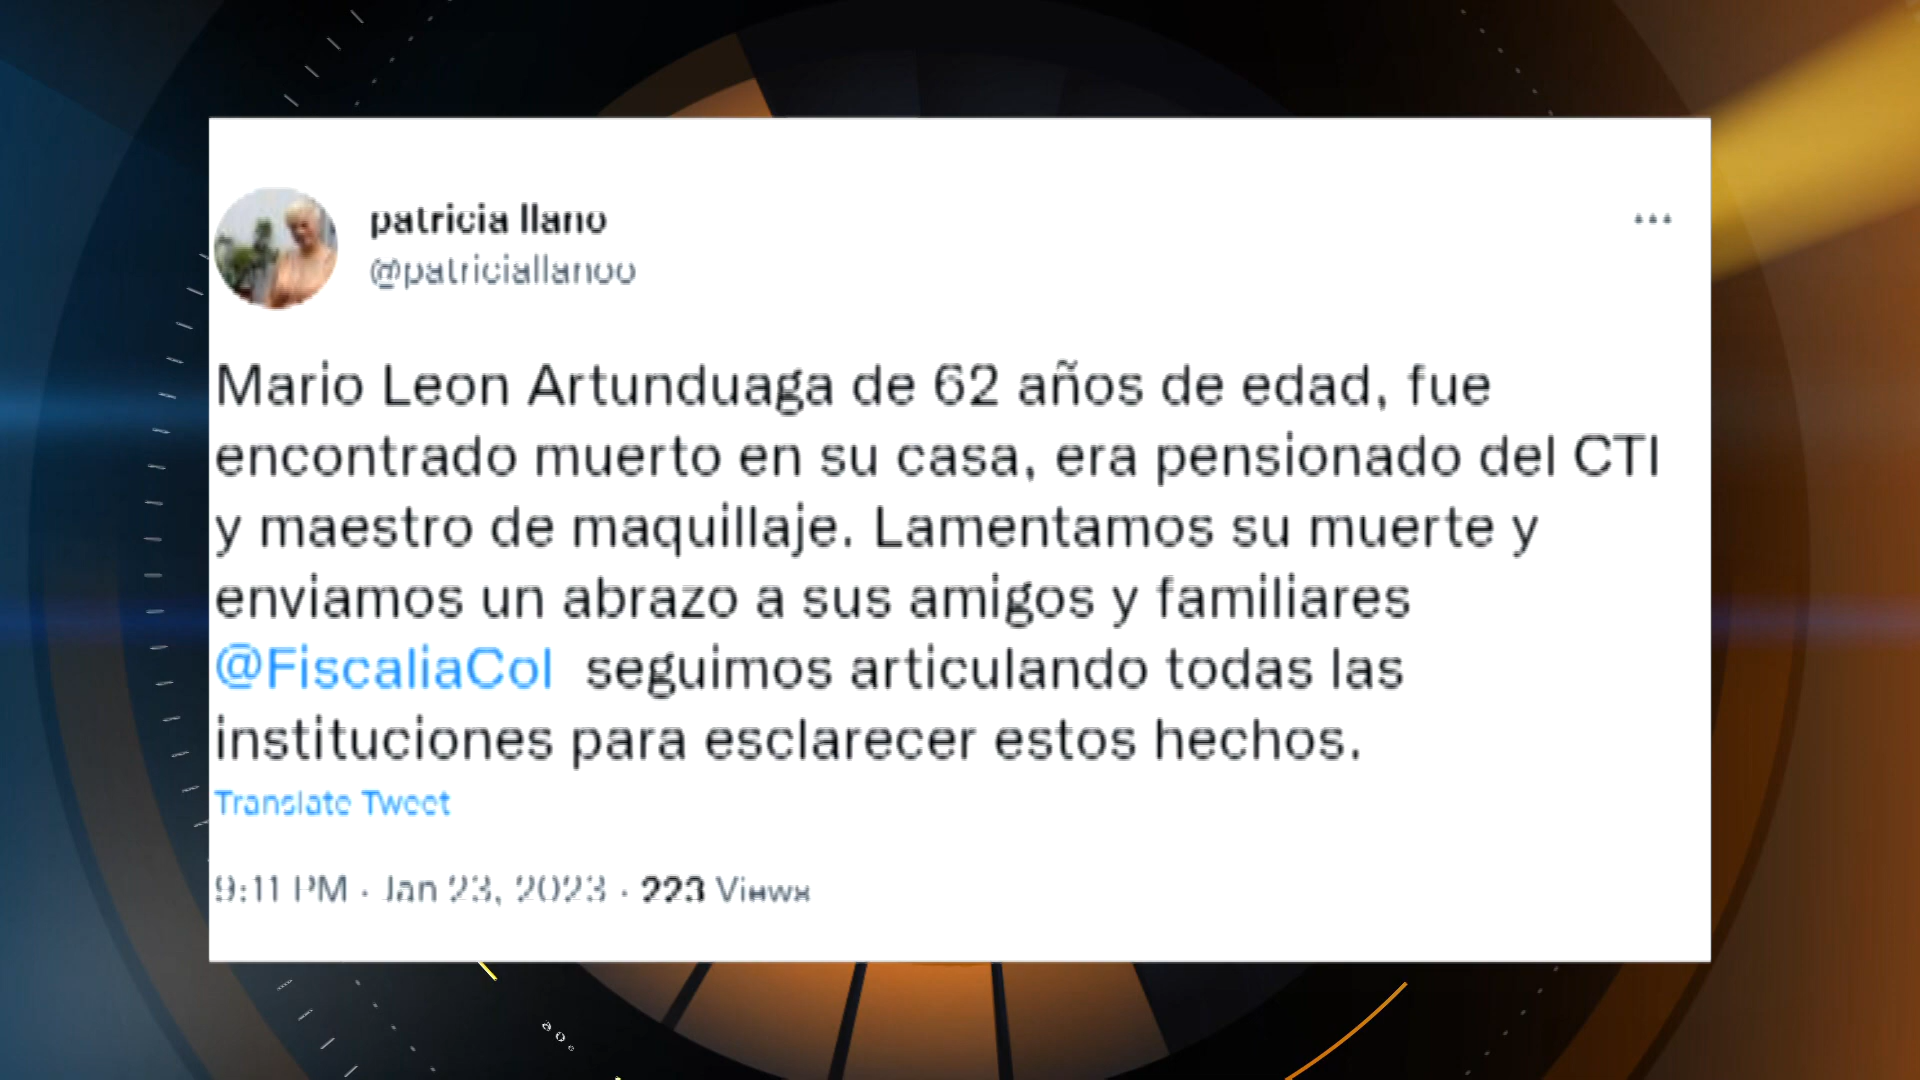 patricia llano
@patriciallanoo
Mario Leon Artunduaga de 62 años de edad, fue
encontrado muerto en su casa, era pensionado del CTI
y maestro de maquillaje. Lamentamos su muerte y
enviamos un abrazo a sus amigos y familiares
@FiscaliaCol seguimos articulando todas las
instituciones para esclarecer estos hechos.
Translate Tweet
9:11 PM · Jan 23, 2023 · 223 Views